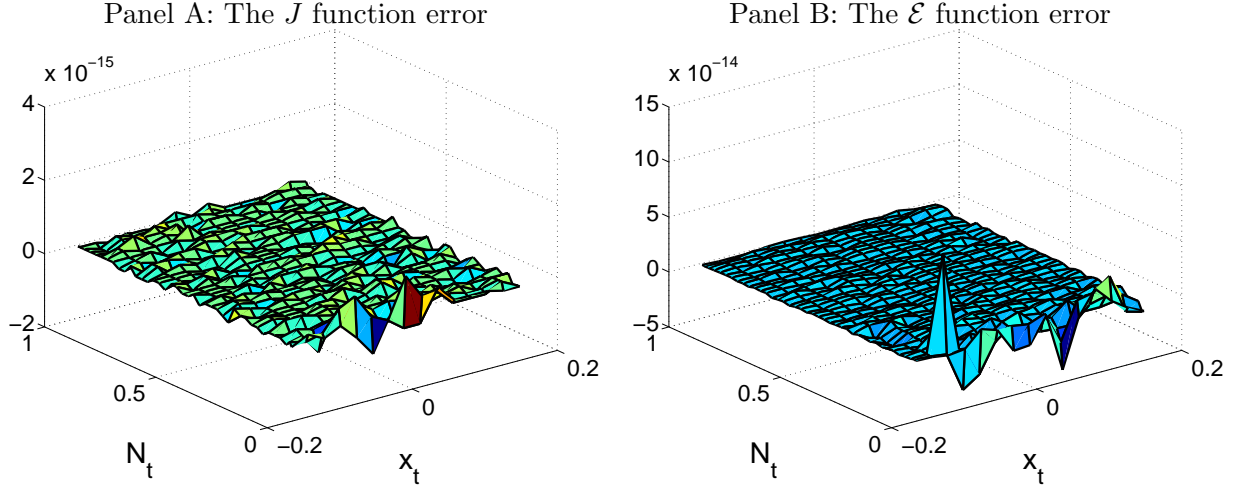 Panel A: The J function error
x 10⁻¹⁵
4
2
0
−2
1
0.5
0
−0.2
0
0.2
N_t
x_t
Panel B: The ℰ function error
x 10⁻¹⁴
15
10
5
0
−5
1
0.5
0
−0.2
0
0.2
N_t
x_t